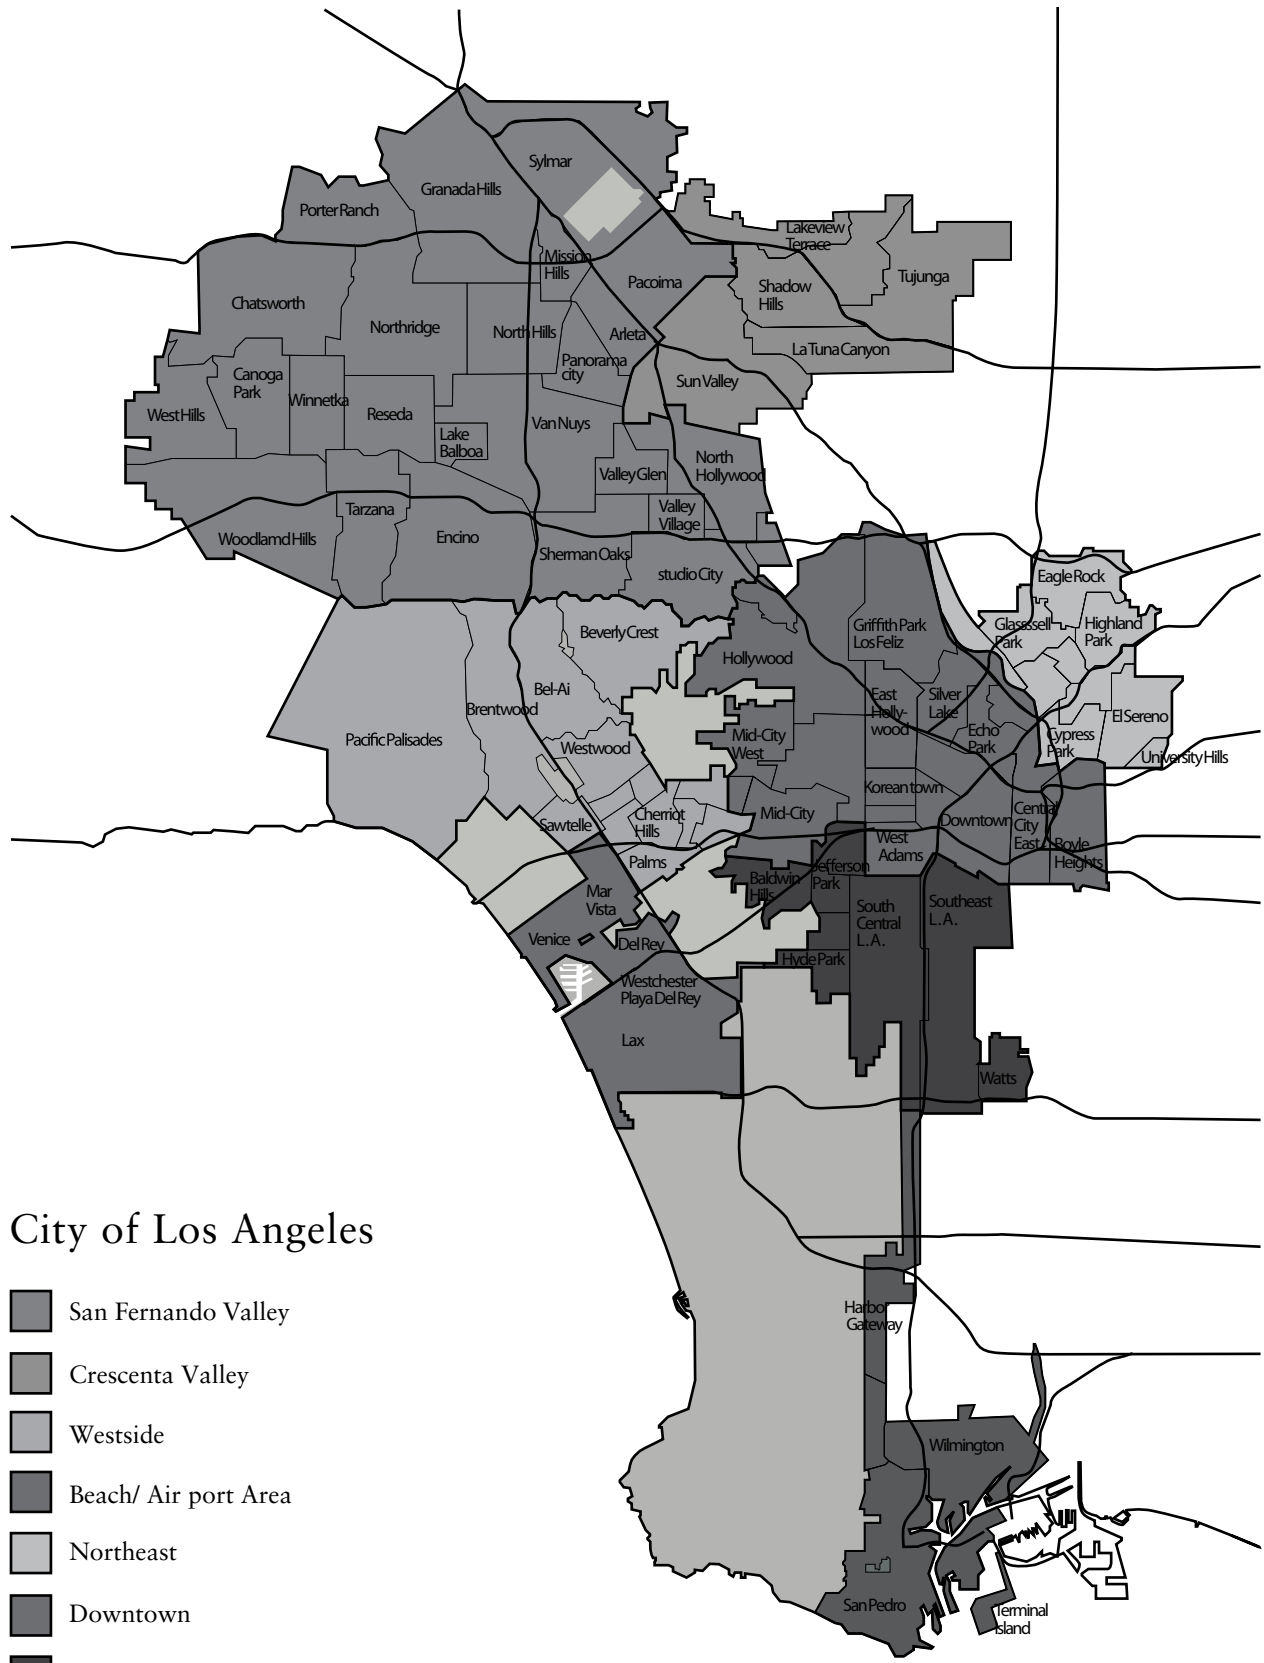 Sylmar
Granada Hills
Porter Ranch
Lakeview
Terrace
Mission
Hills
Pacoima
Shadow
Hills
Tujunga
Chatsworth
Northridge
North Hills
Arleta
La Tuna Canyon
Panorama
city
Canoga
Park
Sun Valley
Winnetka
West Hills
Reseda
Van Nuys
Lake
Balboa
North
Hollywood
Valley Glen
Tarzana
Valley
Village
Woodlamd Hills
Encino
Sherman Oaks
studio City
Eagle Rock
Beverly Crest
Griffith Park
Los Feliz
Glasssell
Park
Highland
Park
Hollywood
Bel-Ai
Brentwood
East
Holly-
wood
Silver
Lake
El Sereno
Pacific Palisades
Westwood
Mid-City
West
Echo
Park
Cypress
Park
University Hills
Korean town
Sawtelle
Cherriot
Hills
Mid-City
Downtown
Central
City
East
West
Adams
Boyle
Heights
Palms
Baldwin
Hills
Jefferson
Park
Mar
Vista
South
Central
L.A.
Southeast
L.A.
Venice
Del Rey
Hyde Park
Westchester
Playa Del Rey
Lax
Watts
City of Los Angeles
San Fernando Valley
Crescenta Valley
Westside
Beach/ Air port Area
Northeast
Downtown
Harbor
Gateway
Wilmington
San Pedro
Terminal
Island